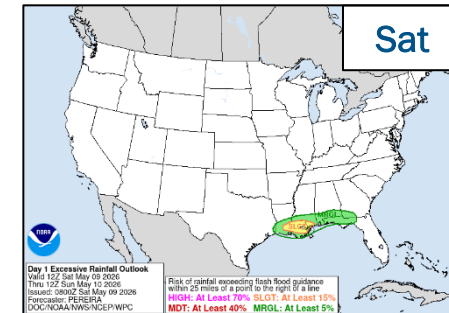 Sat
MRGL
SLGT
NOAA
Day 1 Excessive Rainfall Outlook
Valid 12Z Sat May 09 2026
Thru 12Z Sun May 10 2026
Issued: 0800Z Sat May 09 2026
Forecaster: PEREIRA
DOC/NOAA/NWS/NCEP/WPC
Risk of rainfall exceeding flash flood guidance
within 25 miles of a point to the right of a line
HIGH: At Least 70% SLGT: At Least 15%
MDT: At Least 40% MRGL: At Least 5%